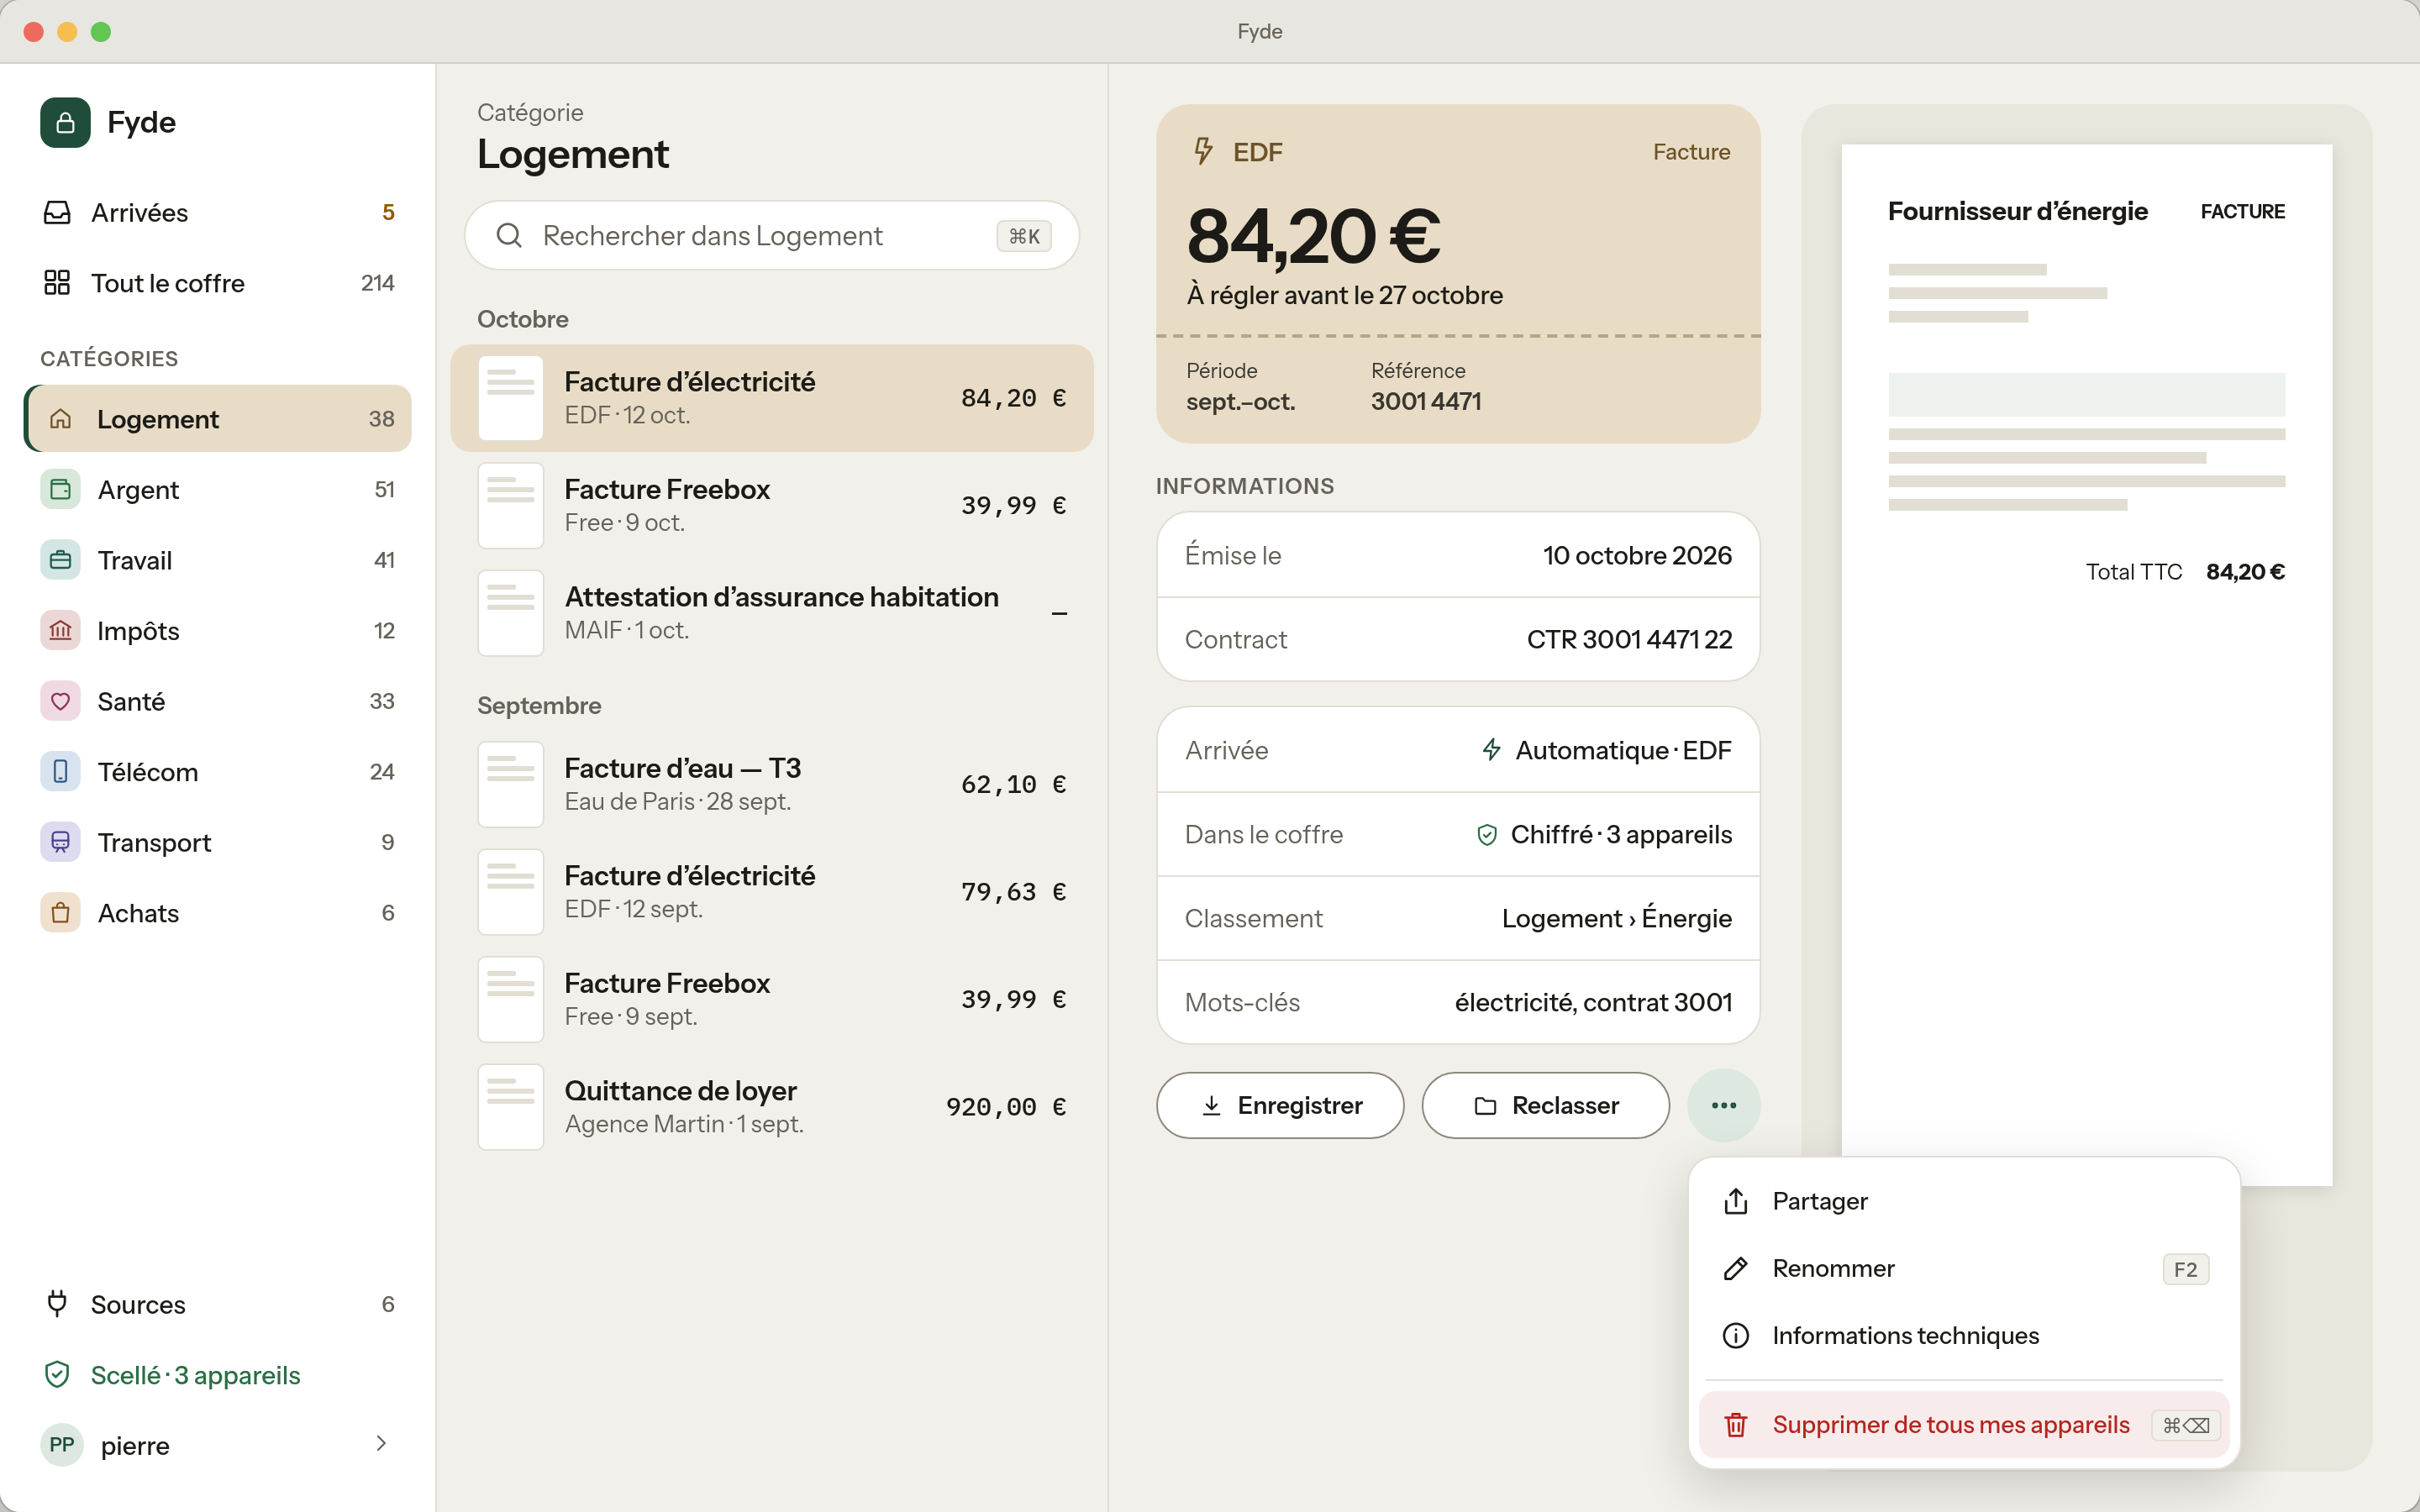 Fyde
Fyde
Arrivées 5
Tout le coffre 214
CATÉGORIES
Logement 38
Argent 51
Travail 41
Impôts 12
Santé 33
Télécom 24
Transport 9
Achats 6
Sources 6
Scellé · 3 appareils
PP pierre
Catégorie
Logement
Rechercher dans Logement ⌘K
Octobre
Facture d’électricité
EDF · 12 oct.
84,20 €
Facture Freebox
Free · 9 oct.
39,99 €
Attestation d’assurance habitation
MAIF · 1 oct.
–
Septembre
Facture d’eau — T3
Eau de Paris · 28 sept.
62,10 €
Facture d’électricité
EDF · 12 sept.
79,63 €
Facture Freebox
Free · 9 sept.
39,99 €
Quittance de loyer
Agence Martin · 1 sept.
920,00 €
EDF Facture
84,20 €
À régler avant le 27 octobre
Période Référence
sept.–oct. 3001 4471
INFORMATIONS
Émise le 10 octobre 2026
Contract CTR 3001 4471 22
Arrivée Automatique · EDF
Dans le coffre Chiffré · 3 appareils
Classement Logement › Énergie
Mots-clés électricité, contrat 3001
Enregistrer Reclasser
Fournisseur d’énergie FACTURE
Total TTC 84,20 €
Partager
Renommer F2
Informations techniques
Supprimer de tous mes appareils ⌘⌫